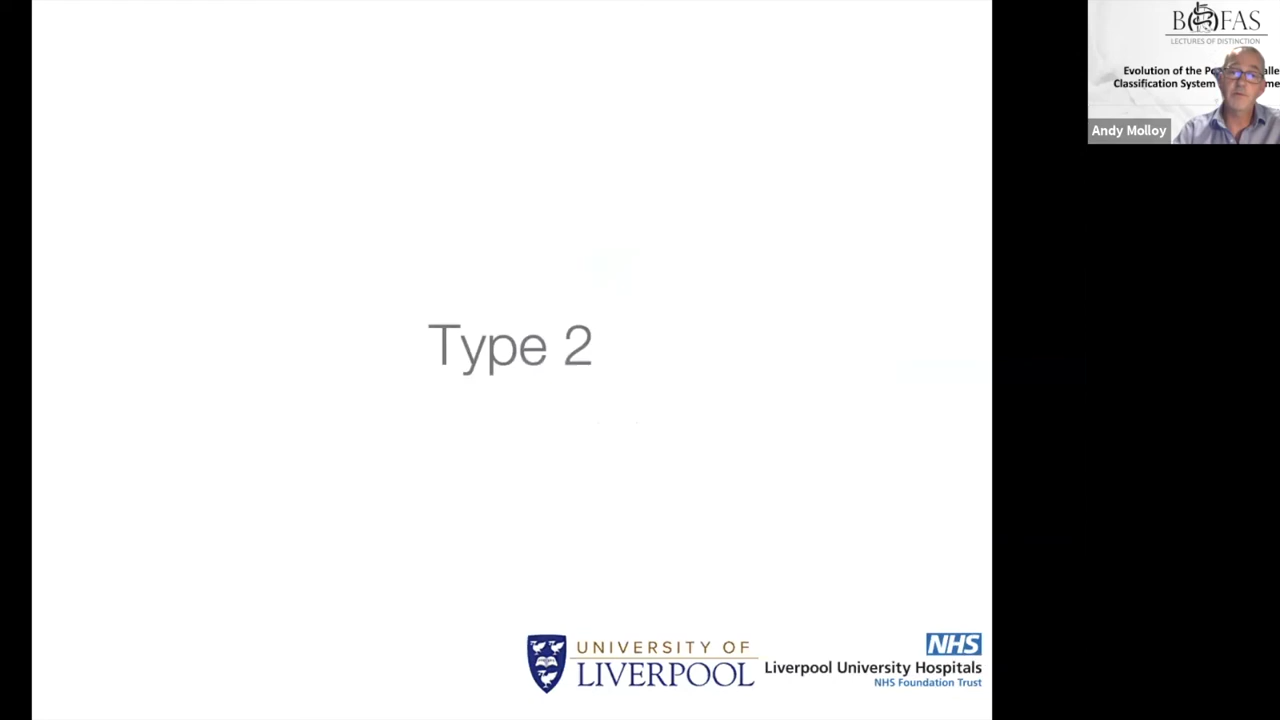 Type 2
UNIVERSITY OF
LIVERPOOL
NHS
Liverpool University Hospitals
NHS Foundation Trust
BOFAS
LECTURES OF DISTINCTION
Evolution of the
Classification System
Andy Molloy